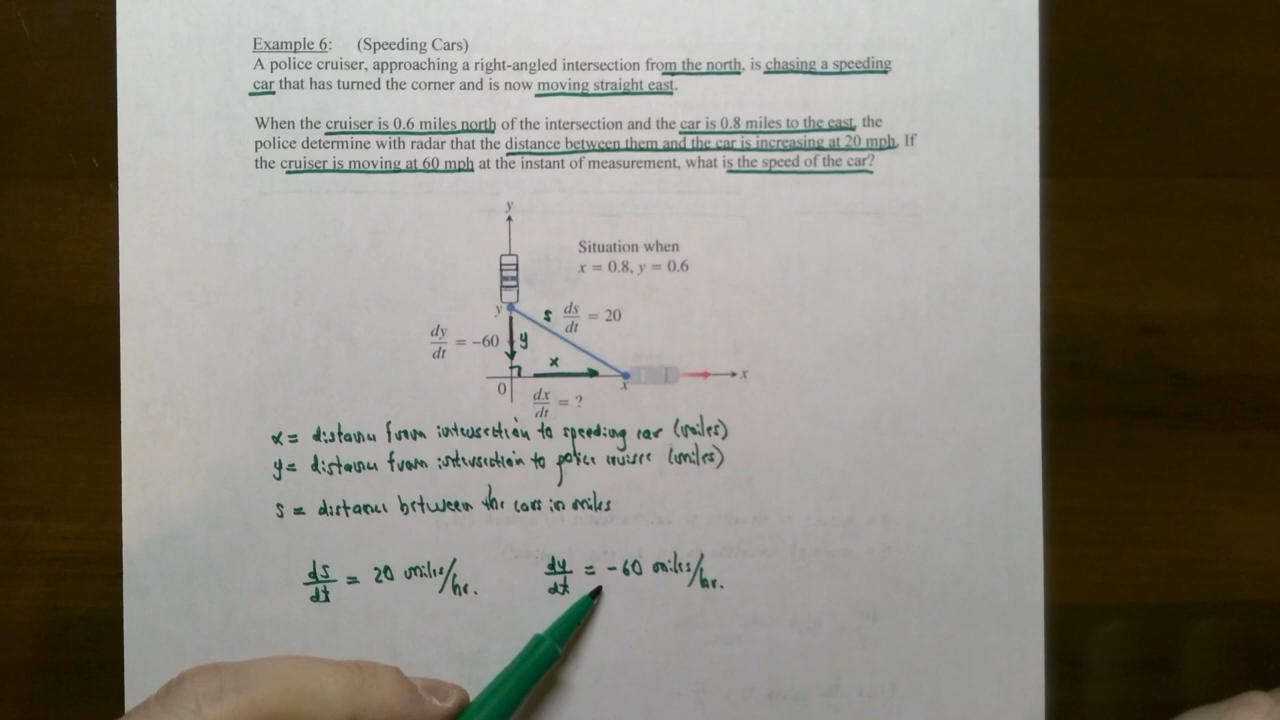 Example 6: (Speeding Cars)
A police cruiser, approaching a right-angled intersection from the north, is chasing a speeding
car that has turned the corner and is now moving straight east.
When the cruiser is 0.6 miles north of the intersection and the car is 0.8 miles to the east, the
police determine with radar that the distance between them and the car is increasing at 20 mph. If
the cruiser is moving at 60 mph at the instant of measurement, what is the speed of the car?
y
Situation when
x = 0.8, y = 0.6
y
s ds/dt = 20
dy/dt = -60
y
x
0
x
x
dx/dt = ?
x = distance from intersection to speeding car (miles)
y = distance from intersection to police cruiser (miles)
s = distance between the cars in miles
ds/dt = 20 miles/hr. dy/dt = -60 miles/hr.